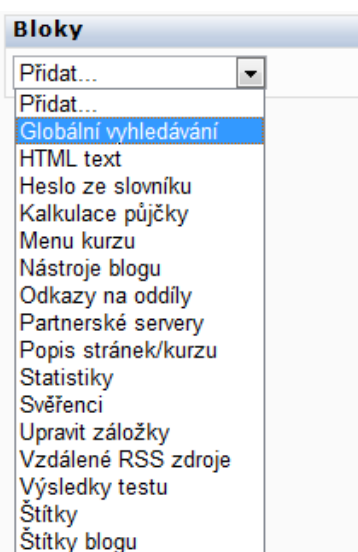 Bloky
Přidat...
Přidat...
Globální vyhledávání
HTML text
Heslo ze slovníku
Kalkulace půjčky
Menu kurzu
Nástroje blogu
Odkazy na oddíly
Partnerské servery
Popis stránek/kurzu
Statistiky
Svěřenci
Upravit záložky
Vzdálené RSS zdroje
Výsledky testu
Štítky
Štítky blogu